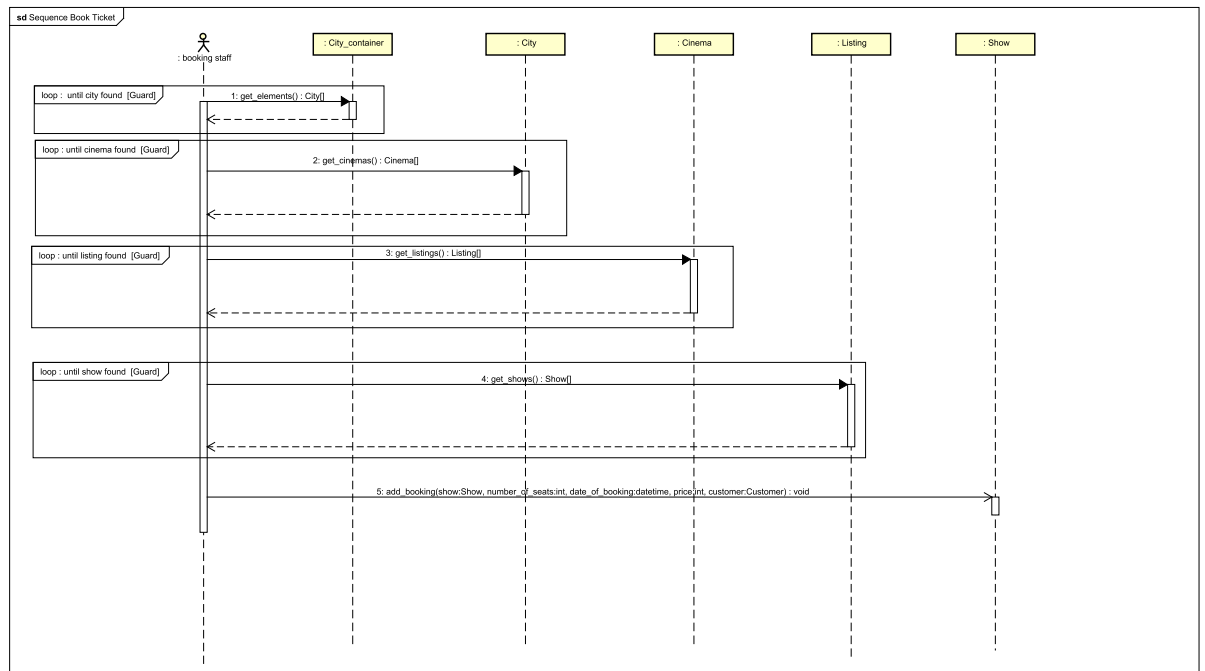 sd Sequence Book Ticket
: booking staff
: City_container
: City
: Cinema
: Listing
: Show
loop : until city found [Guard]
1: get_elements() : City[]
loop : until cinema found [Guard]
2: get_cinemas() : Cinema[]
loop : until listing found [Guard]
3: get_listings() : Listing[]
loop : until show found [Guard]
4: get_shows() : Show[]
5: add_booking(show:Show, number_of_seats:int, date_of_booking:datetime, price:int, customer:Customer) : void